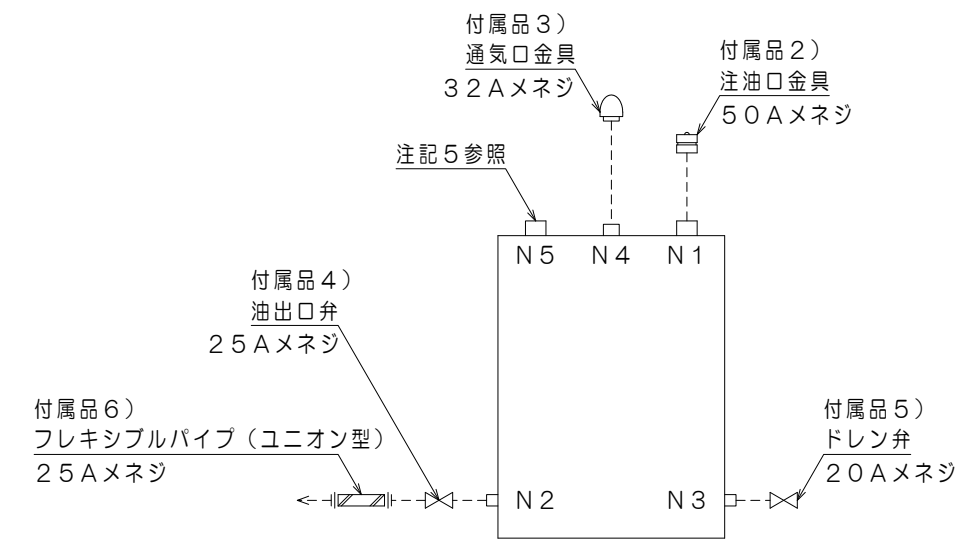 付属品３）
通気口金具
３２Ａメネジ
付属品２）
注油口金具
５０Ａメネジ
注記５参照
Ｎ５
Ｎ４
Ｎ１
付属品４）
油出口弁
２５Ａメネジ
付属品６）
フレキシブルパイプ（ユニオン型）
２５Ａメネジ
付属品５）
ドレン弁
２０Ａメネジ
Ｎ２
Ｎ３